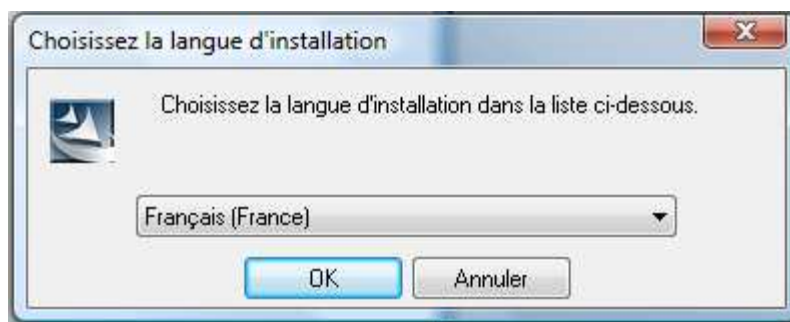 Choisissez la langue d'installation
Choisissez la langue d'installation dans la liste ci-dessous.
Français (France)
OK
Annuler